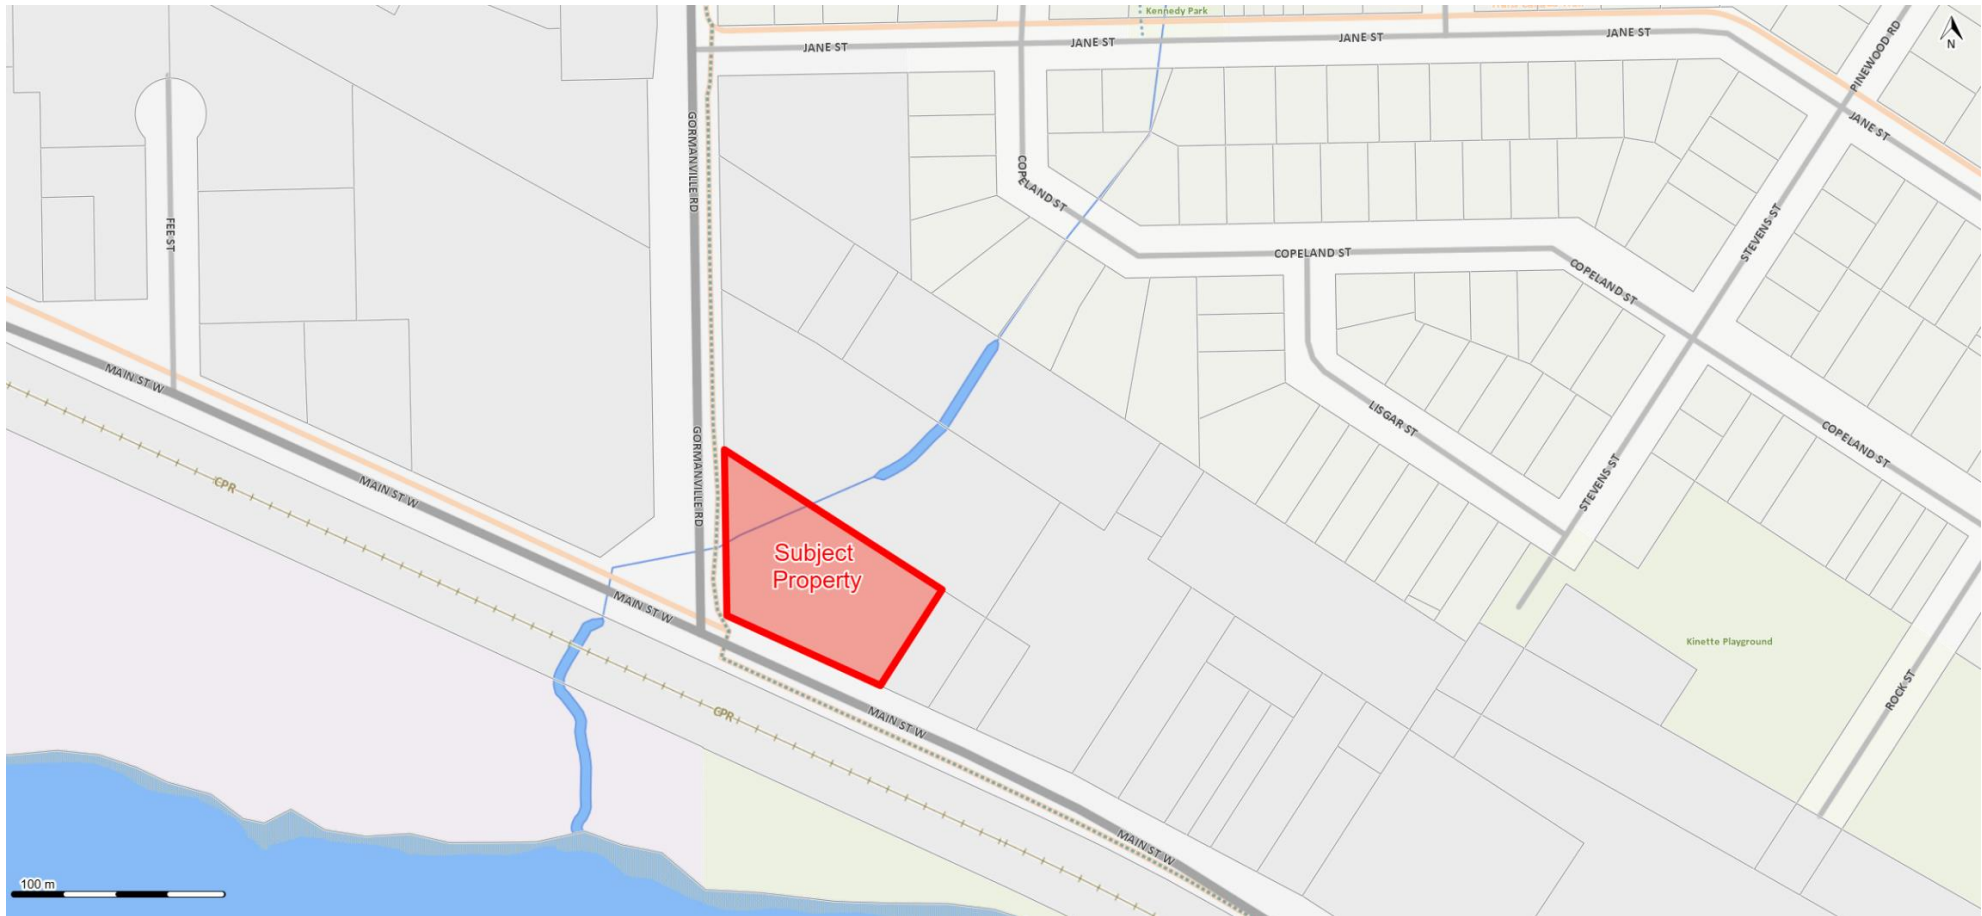 Kennedy Park
N
JANE ST
JANE ST
JANE ST
JANE ST
PINEWOOD RD
JANE ST
GORMANVILLE RD
COPELAND ST
FEE ST
STEVENS ST
COPELAND ST
COPELAND ST
MAIN ST W
LISGAR ST
COPELAND ST
GORMANVILLE RD
CPR
MAIN ST W
STEVENS ST
Subject
Property
MAIN ST W
Kinette Playground
ROCK ST
CPR
MAIN ST W
MAIN ST W
100 m